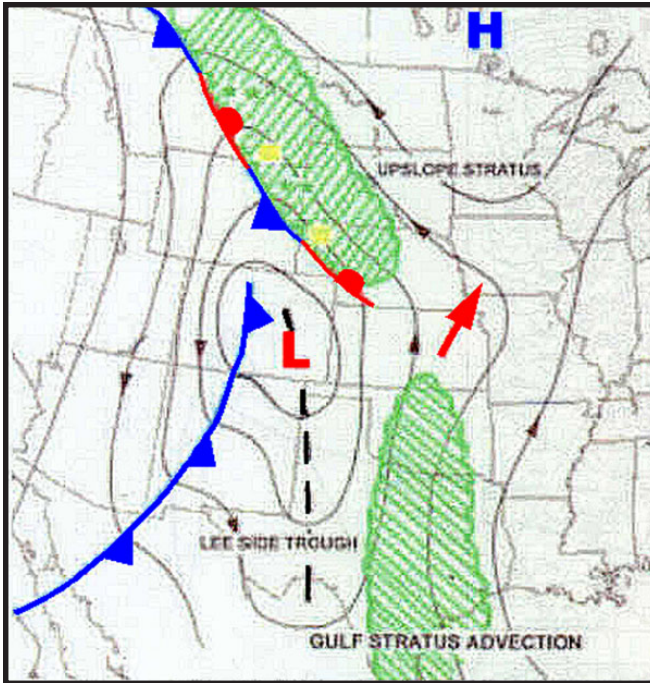 H
UPSLOPE STRATUS
L
LEE SIDE TROUGH
GULF STRATUS ADVECTION